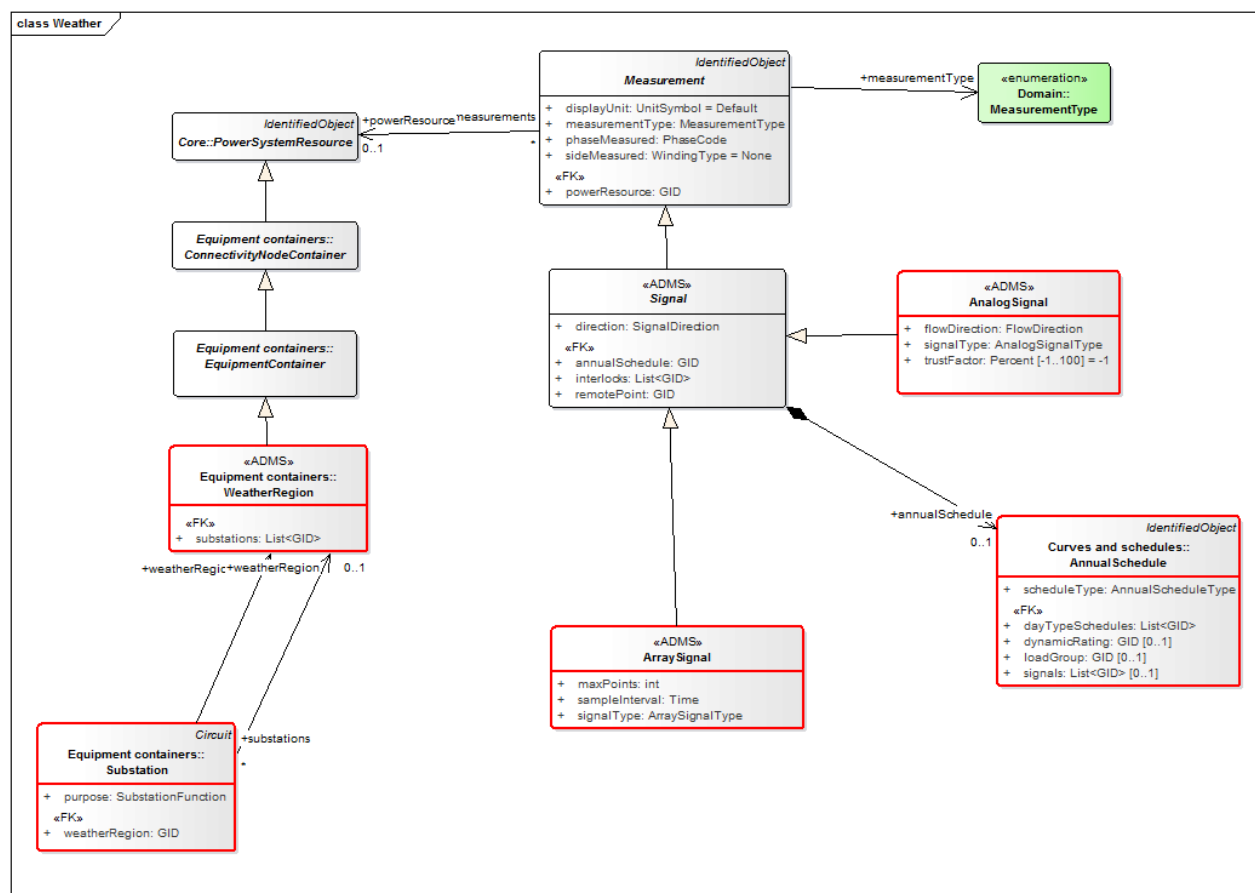 class Weather
IdentifiedObject
Measurement
+ displayUnit: UnitSymbol = Default
+ measurementType: MeasurementType
+ phaseMeasured: PhaseCode
+ sideMeasured: WindingType = None
«FK»
+ powerResource: GID
+measurementType
«enumeration»
Domain::
MeasurementType
IdentifiedObject
Core::PowerSystemResource
+powerResource
0..1
measurements
*
Equipment containers::
ConnectivityNodeContainer
Equipment containers::
EquipmentContainer
«ADMS»
Signal
+ direction: SignalDirection
«FK»
+ annualSchedule: GID
+ interlocks: List<GID>
+ remotePoint: GID
«ADMS»
AnalogSignal
+ flowDirection: FlowDirection
+ signalType: AnalogSignalType
+ trustFactor: Percent [-1..100] = -1
«ADMS»
Equipment containers::
WeatherRegion
«FK»
+ substations: List<GID>
+weatherRegic
+weatherRegion
0..1
+annualSchedule
0..1
IdentifiedObject
Curves and schedules::
AnnualSchedule
+ scheduleType: AnnualScheduleType
«FK»
+ dayTypeSchedules: List<GID>
+ dynamicRating: GID [0..1]
+ loadGroup: GID [0..1]
+ signals: List<GID> [0..1]
«ADMS»
ArraySignal
+ maxPoints: int
+ sampleInterval: Time
+ signalType: ArraySignalType
Circuit
Equipment containers::
Substation
+ purpose: SubstationFunction
«FK»
+ weatherRegion: GID
+substations
*